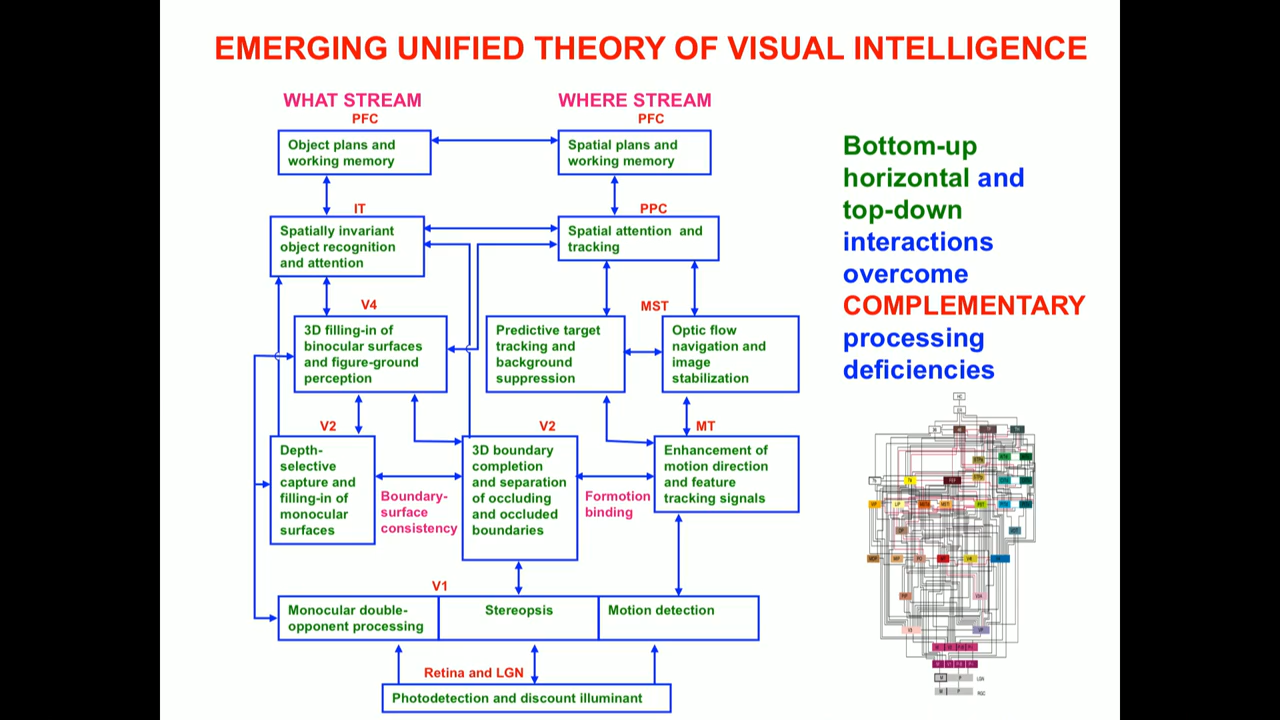 EMERGING UNIFIED THEORY OF VISUAL INTELLIGENCE
WHAT STREAM
WHERE STREAM
PFC
PFC
Object plans and
working memory
Spatial plans and
working memory
IT
PPC
Spatially invariant
object recognition
and attention
Spatial attention and
tracking
V4
MST
3D filling-in of
binocular surfaces
and figure-ground
perception
Predictive target
tracking and
background
suppression
Optic flow
navigation and
image
stabilization
V2
V2
MT
Depth-
selective
capture and
filling-in of
monocular
surfaces
Boundary-
surface
consistency
3D boundary
completion
and separation
of occluding
and occluded
boundaries
Formotion
binding
Enhancement of
motion direction
and feature
tracking signals
V1
Monocular double-
opponent processing
Stereopsis
Motion detection
Retina and LGN
Photodetection and discount illuminant
Bottom-up
horizontal and
top-down
interactions
overcome
COMPLEMENTARY
processing
deficiencies
LGN
RGC